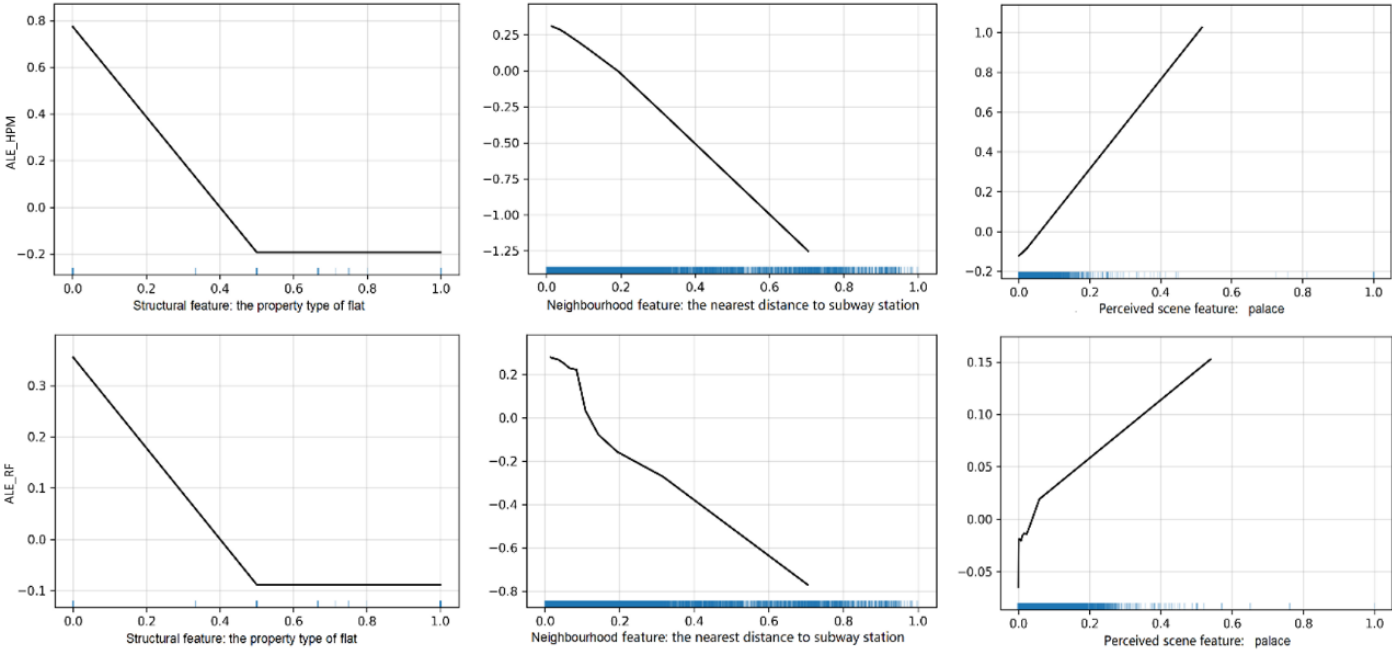 ALE_HPM
0.8
0.6
0.4
0.2
0.0
−0.2
0.0 0.2 0.4 0.6 0.8 1.0
Structural feature: the property type of flat
0.25
0.00
−0.25
−0.50
−0.75
−1.00
−1.25
0.0 0.2 0.4 0.6 0.8 1.0
Neighbourhood feature: the nearest distance to subway station
1.0
0.8
0.6
0.4
0.2
0.0
−0.2
0.0 0.2 0.4 0.6 0.8 1.0
Perceived scene feature: palace
ALE_RF
0.3
0.2
0.1
0.0
−0.1
0.0 0.2 0.4 0.6 0.8 1.0
Structural feature: the property type of flat
0.2
0.0
−0.2
−0.4
−0.6
−0.8
0.0 0.2 0.4 0.6 0.8 1.0
Neighbourhood feature: the nearest distance to subway station
0.15
0.10
0.05
0.00
−0.05
0.0 0.2 0.4 0.6 0.8 1.0
Perceived scene feature: palace